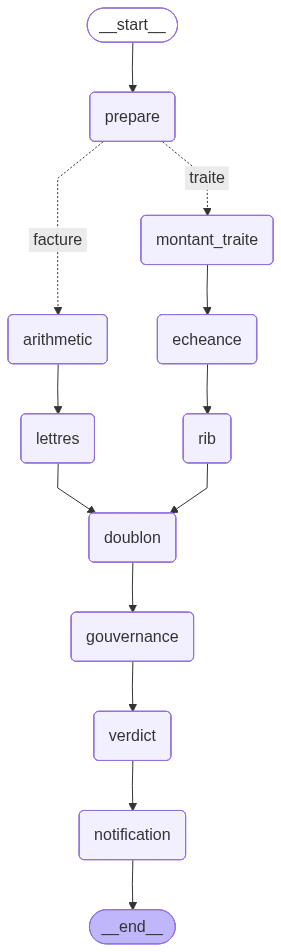 __start__
prepare
traite
facture
montant_traite
arithmetic
echeance
lettres
rib
doublon
gouvernance
verdict
notification
__end__